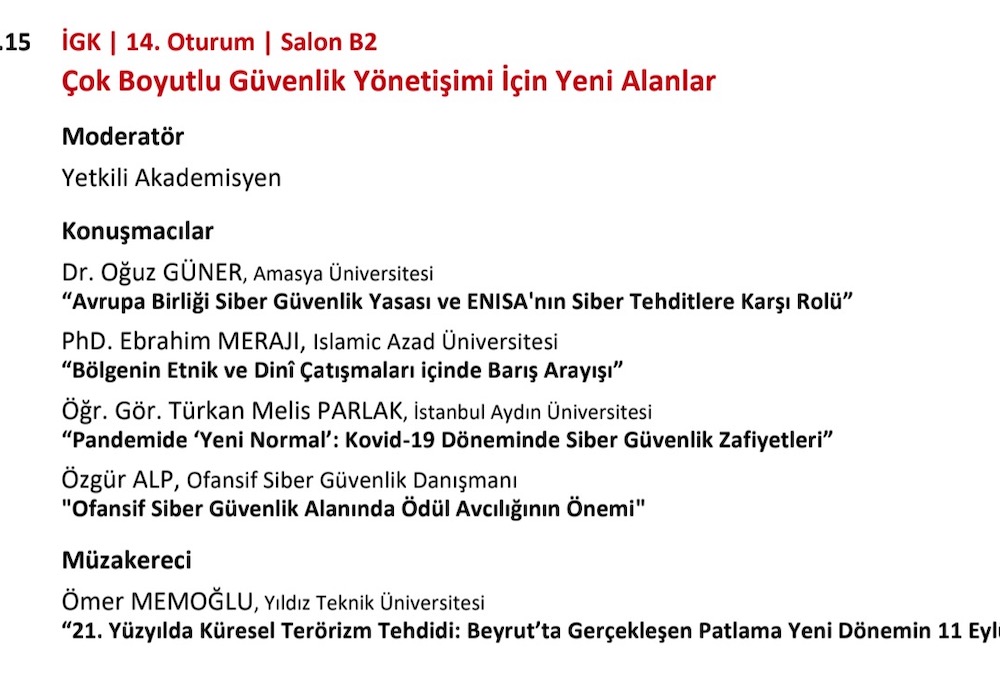 .15 İGK | 14. Oturum | Salon B2
Çok Boyutlu Güvenlik Yönetişimi İçin Yeni Alanlar
Moderatör
Yetkili Akademisyen
Konuşmacılar
Dr. Oğuz GÜNER, Amasya Üniversitesi
“Avrupa Birliği Siber Güvenlik Yasası ve ENISA'nın Siber Tehditlere Karşı Rolü”
PhD. Ebrahim MERAJI, Islamic Azad Üniversitesi
“Bölgenin Etnik ve Dinî Çatışmaları içinde Barış Arayışı”
Öğr. Gör. Türkan Melis PARLAK, İstanbul Aydın Üniversitesi
“Pandemide ‘Yeni Normal’: Kovid-19 Döneminde Siber Güvenlik Zafiyetleri”
Özgür ALP, Ofansif Siber Güvenlik Danışmanı
"Ofansif Siber Güvenlik Alanında Ödül Avcılığının Önemi"
Müzakereci
Ömer MEMOĞLU, Yıldız Teknik Üniversitesi
“21. Yüzyılda Küresel Terörizm Tehdidi: Beyrut’ta Gerçekleşen Patlama Yeni Dönemin 11